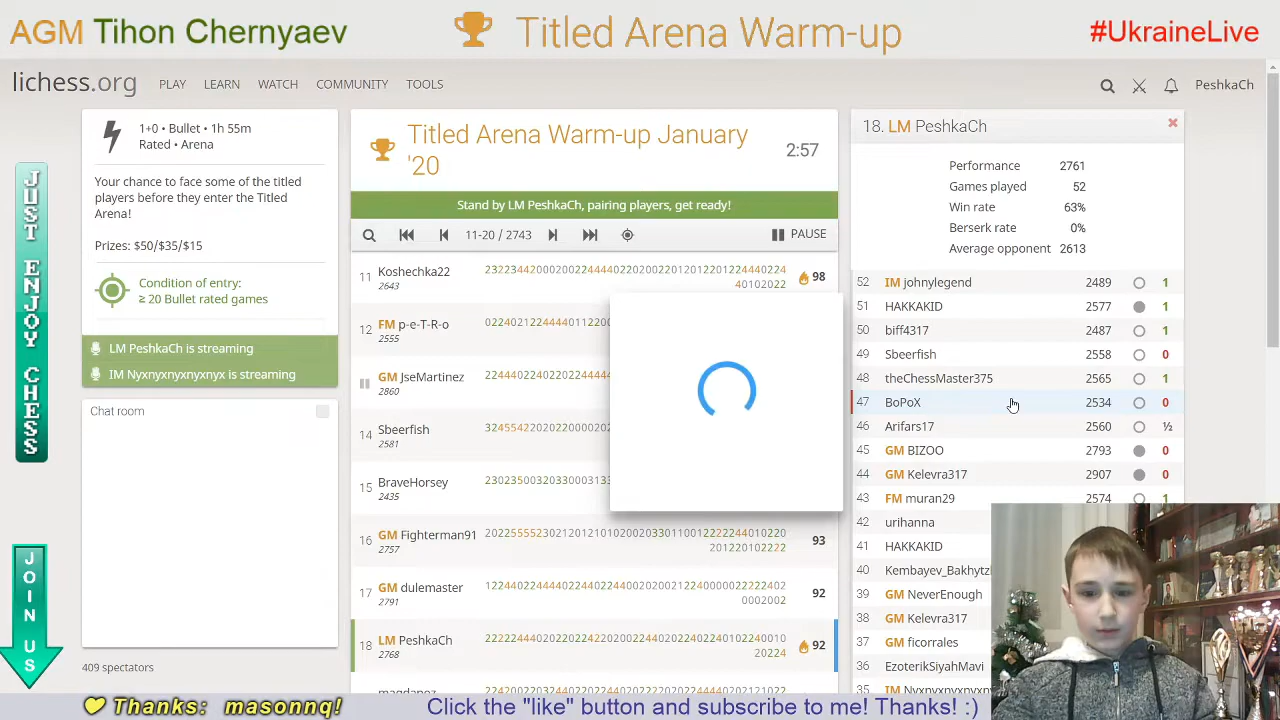 AGM Tihon Chernyaev
Titled Arena Warm-up
#UkraineLive
lichess.org PLAY LEARN WATCH COMMUNITY TOOLS PeshkaCh
JUST ENJOY CHESS
JOIN US
1+0 • Bullet • 1h 55m
Rated • Arena
Your chance to face some of the titled
players before they enter the Titled
Arena!
Prizes: $50/$35/$15
Condition of entry:
≥ 20 Bullet rated games
LM PeshkaCh is streaming
IM Nyxnyxnyxnyx is streaming
Chat room
409 spectators
Titled Arena Warm-up January
'20
2:57
Stand by LM PeshkaCh, pairing players, get ready!
11-20 / 2743 PAUSE
11 Koshechka22 98
2643
12 FM p-e-T-R-o
2555
GM JseMartinez
2860
14 Sbeerfish
2581
15 BraveHorsey
2435
16 GM Fighterman91 93
2757
17 GM dulemaster 92
2791
18 LM PeshkaCh 92
2768
18. LM PeshkaCh
Performance 2761
Games played 52
Win rate 63%
Berserk rate 0%
Average opponent 2613
52 IM johnylegend 2489 1
51 HAKKAKID 2577 1
50 biff4317 2487 1
49 Sbeerfish 2558 0
48 theChessMaster375 2565 1
47 BoPoX 2534 0
46 Arifars17 2560 ½
45 GM BIZOO 2793 0
44 GM Kelevra317 2907 0
43 FM muran29 2574 1
42 urihanna
41 HAKKAKID
40
39 GM NeverEnough
38 GM Kelevra317
37 GM ficorrales
36 EzoterikSiyahMavi
35
Thanks: masonnq!
Click the "like" button and subscribe to me! Thanks! :)